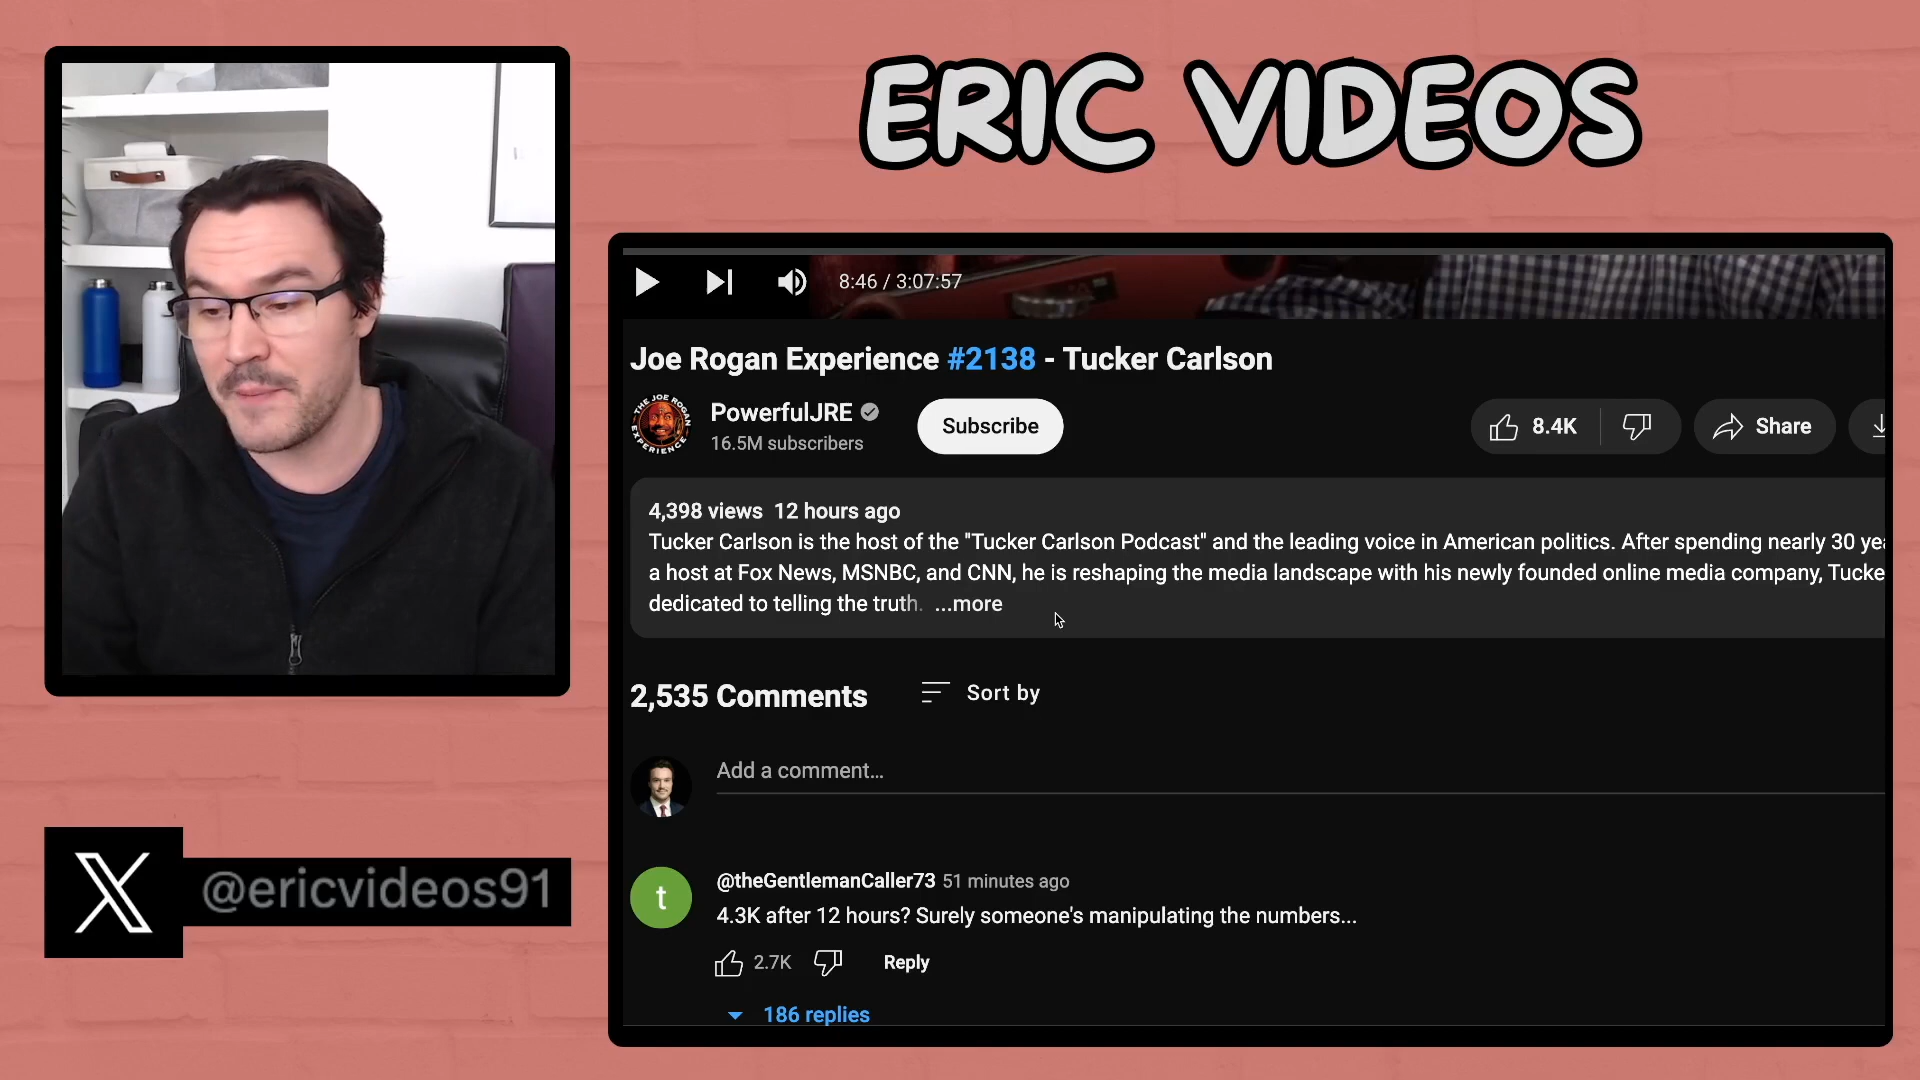 ERIC VIDEOS
8:46 / 3:07:57
Joe Rogan Experience #2138 - Tucker Carlson
THE JOE ROGAN EXPERIENCE
PowerfulJRE
16.5M subscribers
Subscribe
8.4K
Share
4,398 views 12 hours ago
Tucker Carlson is the host of the "Tucker Carlson Podcast" and the leading voice in American politics. After spending nearly 30 yea
a host at Fox News, MSNBC, and CNN, he is reshaping the media landscape with his newly founded online media company, Tucke
dedicated to telling the truth. ...more
2,535 Comments
Sort by
Add a comment...
t
@theGentlemanCaller73 51 minutes ago
4.3K after 12 hours? Surely someone's manipulating the numbers...
2.7K
Reply
186 replies
X
@ericvideos91